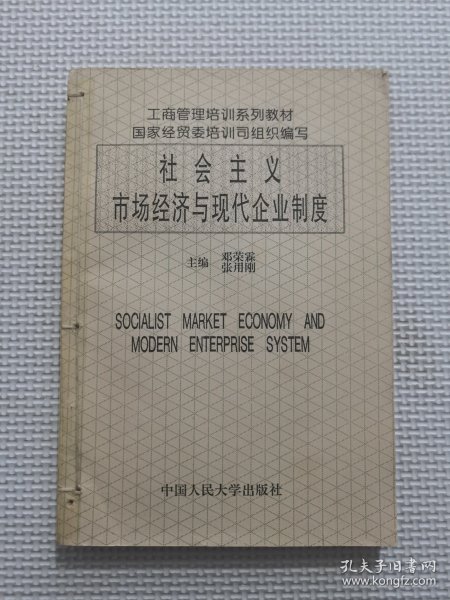 工商管理培训系列教材
国家经贸委培训司组织编写
社会主义
市场经济与现代企业制度
主编 邓荣霖
张用刚
SOCIALIST MARKET ECONOMY AND
MODERN ENTERPRISE SYSTEM
中国人民大学出版社
孔夫子旧书网
www.kongfz.com